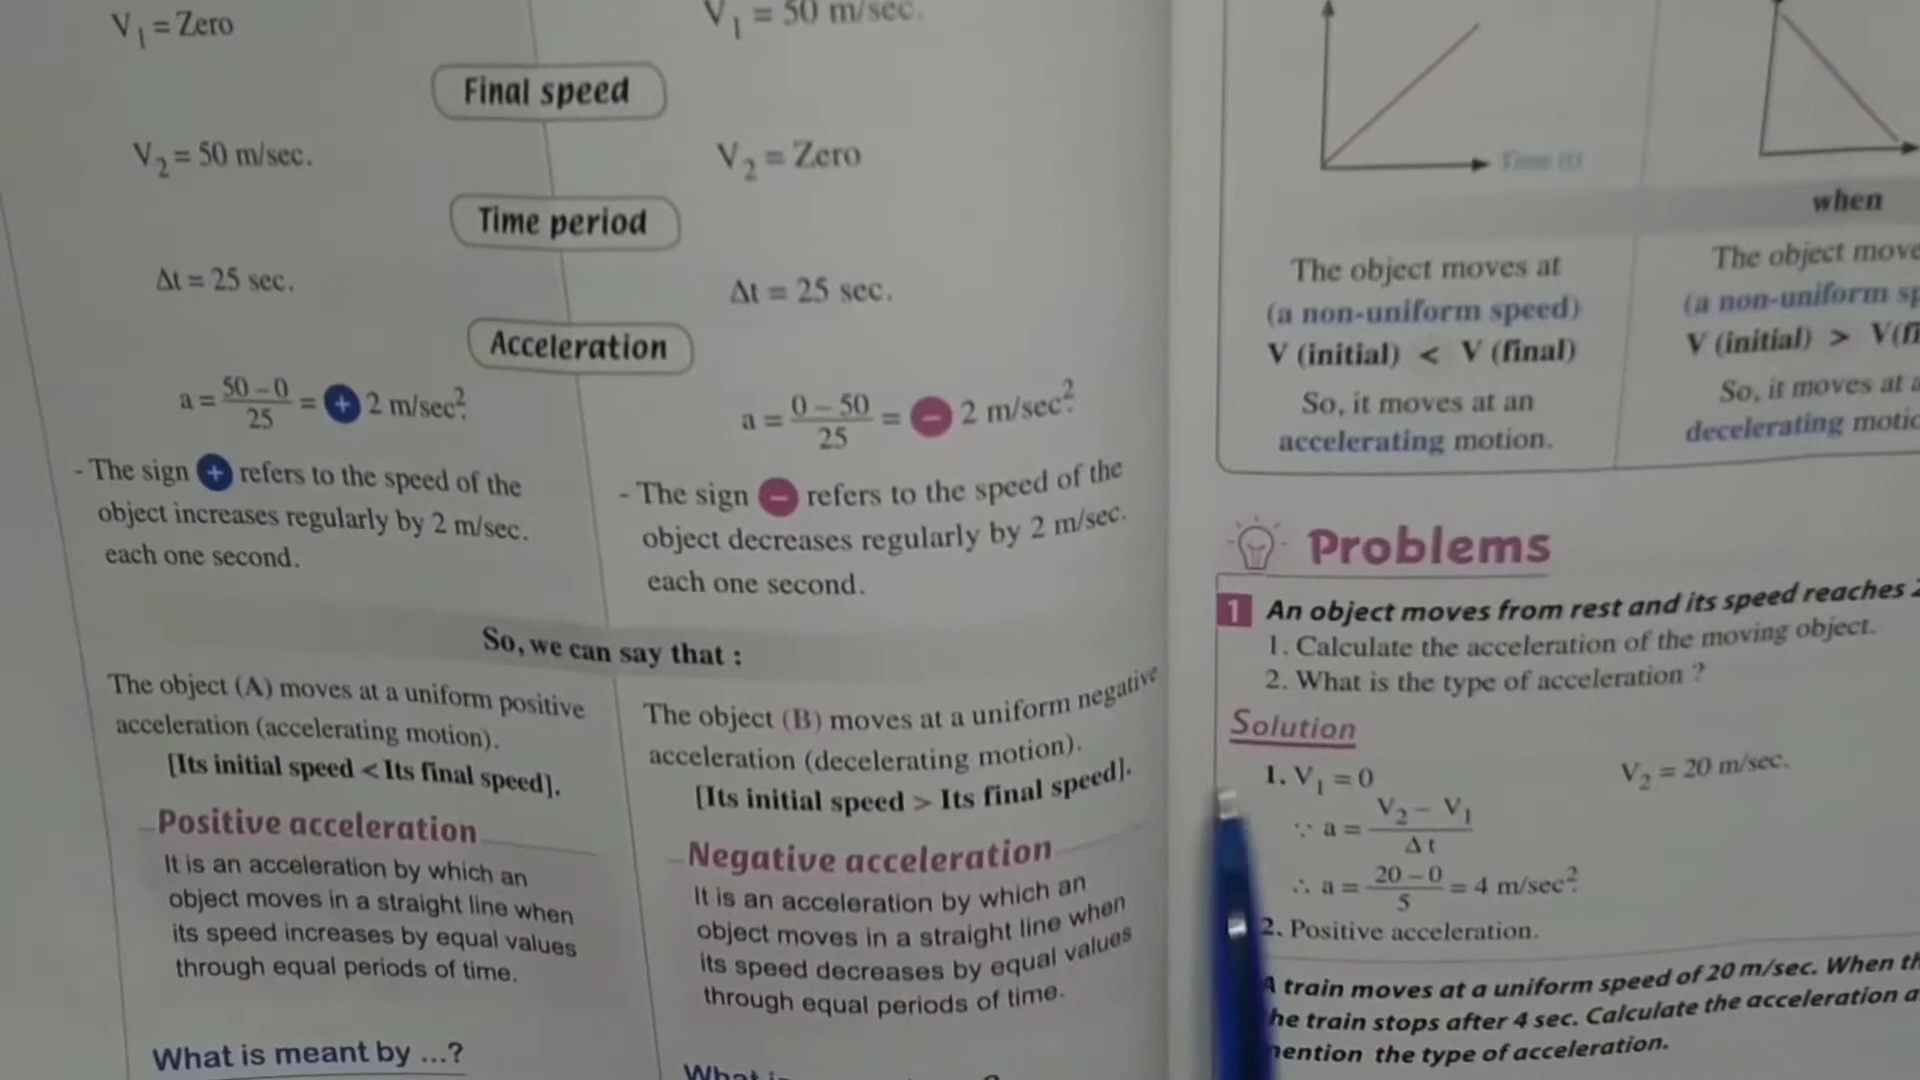 V1 = Zero
V1 = 50 m/sec.
Final speed
V2 = 50 m/sec.
V2 = Zero
Time period
Δt = 25 sec.
Δt = 25 sec.
Acceleration
a = 50 – 0 / 25 = + 2 m/sec².
a = 0 – 50 / 25 = – 2 m/sec².
- The sign + refers to the speed of the
object increases regularly by 2 m/sec.
each one second.
- The sign – refers to the speed of the
object decreases regularly by 2 m/sec.
each one second.
So, we can say that :
The object (A) moves at a uniform positive
acceleration (accelerating motion).
[Its initial speed < Its final speed].
The object (B) moves at a uniform negative
acceleration (decelerating motion).
[Its initial speed > Its final speed].
Positive acceleration
It is an acceleration by which an
object moves in a straight line when
its speed increases by equal values
through equal periods of time.
Negative acceleration
It is an acceleration by which an
object moves in a straight line when
its speed decreases by equal values
through equal periods of time.
What is meant by ...?
Time (t)
when
The object moves at
(a non-uniform speed)
V (initial) < V (final)
So, it moves at an
accelerating motion.
The object move
(a non-uniform sp
V (initial) > V(fi
So, it moves at a
decelerating motio
Problems
1 An object moves from rest and its speed reaches 2
1. Calculate the acceleration of the moving object.
2. What is the type of acceleration ?
Solution
1. V1 = 0
V2 = 20 m/sec.
∵ a = V2 – V1 / Δt
∴ a = 20 – 0 / 5 = 4 m/sec².
2. Positive acceleration.
A train moves at a uniform speed of 20 m/sec. When th
he train stops after 4 sec. Calculate the acceleration a
ention the type of acceleration.